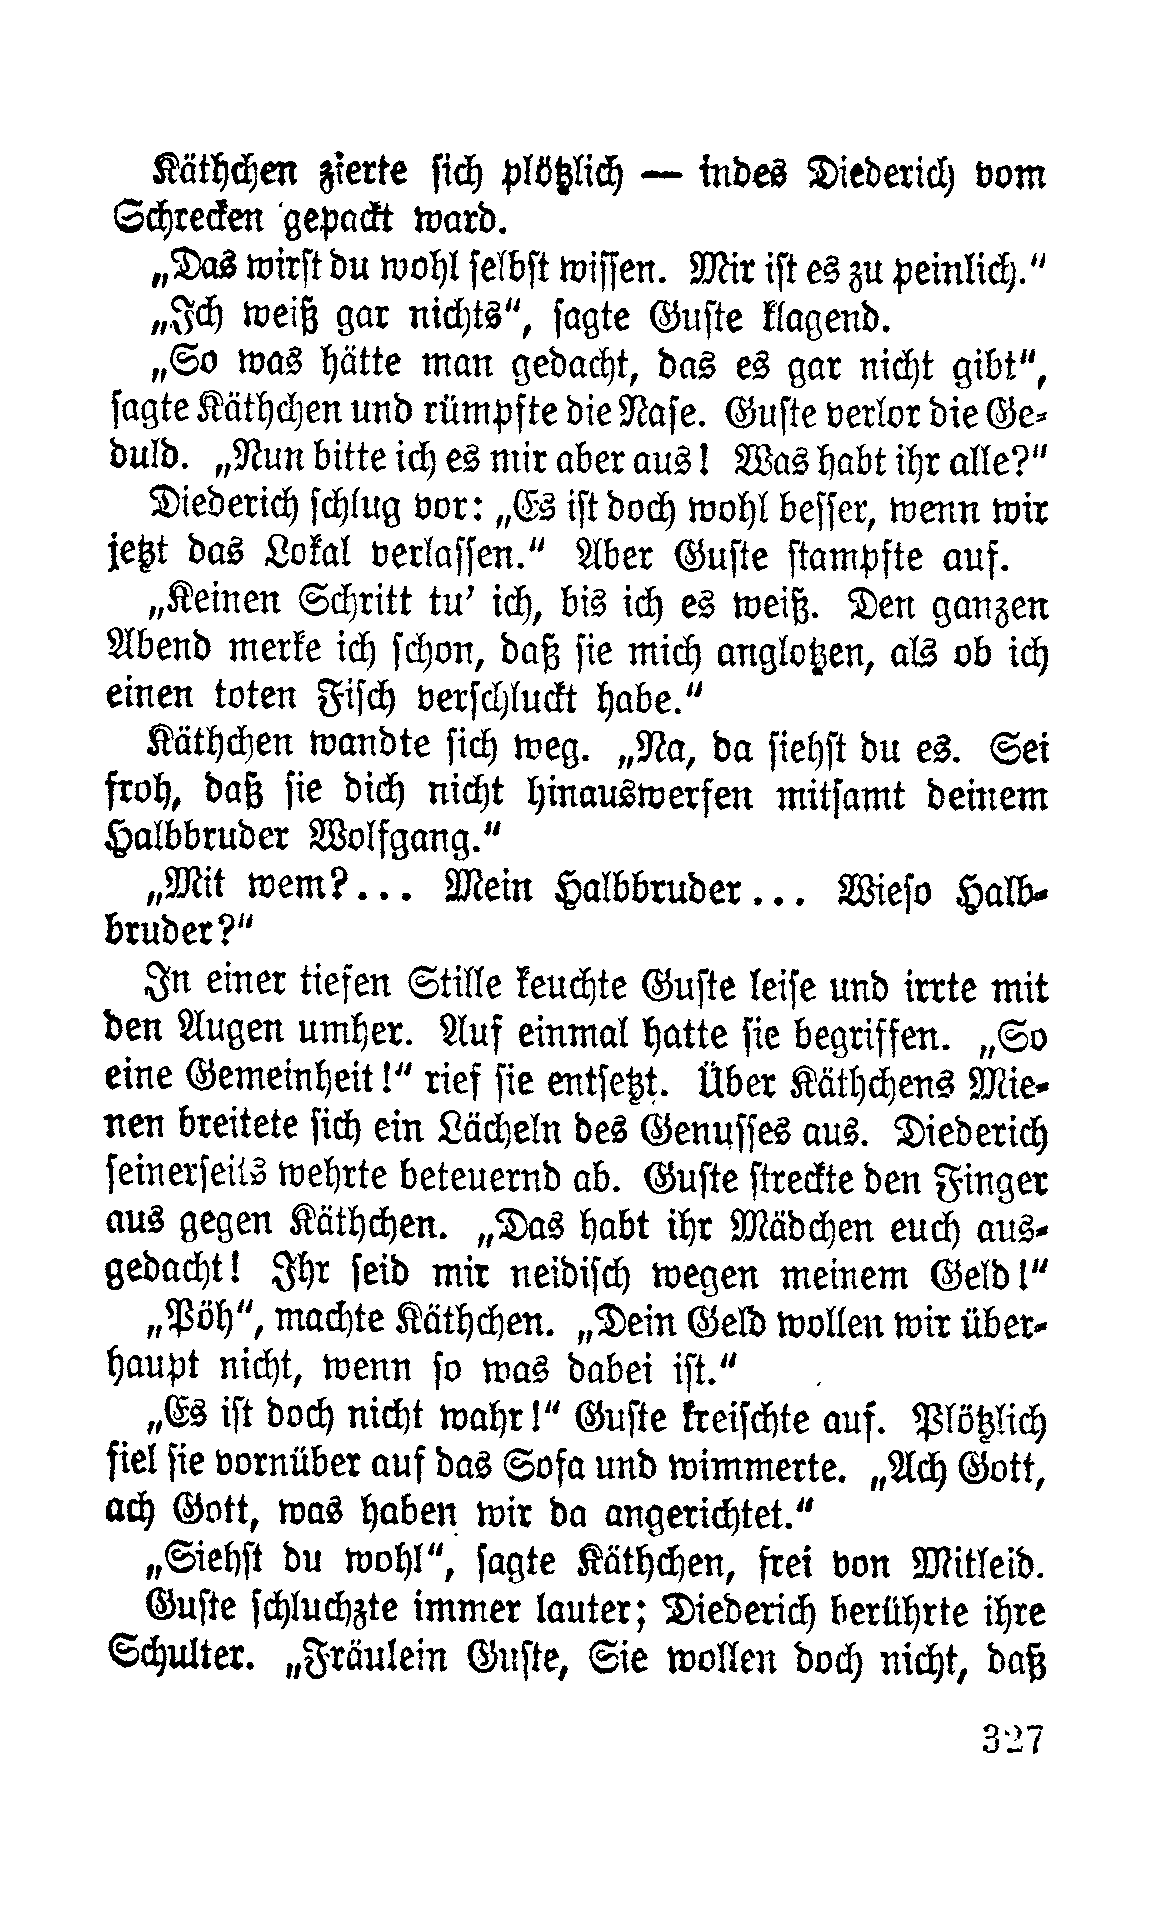 Käthchen zierte sich plötzlich — indes Diederich vom
Schrecken gepackt ward.
„Das wirst du wohl selbst wissen. Mir ist es zu peinlich.“
„Ich weiß gar nichts“, sagte Guste klagend.
„So was hätte man gedacht, das es gar nicht gibt“,
sagte Käthchen und rümpfte die Nase. Guste verlor die Ge-
duld. „Nun bitte ich es mir aber aus! Was habt ihr alle?“
Diederich schlug vor: „Es ist doch wohl besser, wenn wir
jetzt das Lokal verlassen.“ Aber Guste stampfte auf.
„Keinen Schritt tu’ ich, bis ich es weiß. Den ganzen
Abend merke ich schon, daß sie mich anglotzen, als ob ich
einen toten Fisch verschluckt habe.“
Käthchen wandte sich weg. „Na, da siehst du es. Sei
froh, daß sie dich nicht hinauswerfen mitsamt deinem
Halbbruder Wolfgang.“
„Mit wem?... Mein Halbbruder... Wieso Halb-
bruder?“
In einer tiefen Stille keuchte Guste leise und irrte mit
den Augen umher. Auf einmal hatte sie begriffen. „So
eine Gemeinheit!“ rief sie entsetzt. Über Käthchens Mie-
nen breitete sich ein Lächeln des Genusses aus. Diederich
seinerseits wehrte beteuernd ab. Guste streckte den Finger
aus gegen Käthchen. „Das habt ihr Mädchen euch aus-
gedacht! Ihr seid mir neidisch wegen meinem Geld!“
„Pöh“, machte Käthchen. „Dein Geld wollen wir über-
haupt nicht, wenn so was dabei ist.“
„Es ist doch nicht wahr!“ Guste kreischte auf. Plötzlich
fiel sie vornüber auf das Sofa und wimmerte. „Ach Gott,
ach Gott, was haben wir da angerichtet.“
„Siehst du wohl“, sagte Käthchen, frei von Mitleid.
Guste schluchzte immer lauter; Diederich berührte ihre
Schulter. „Fräulein Guste, Sie wollen doch nicht, daß
327